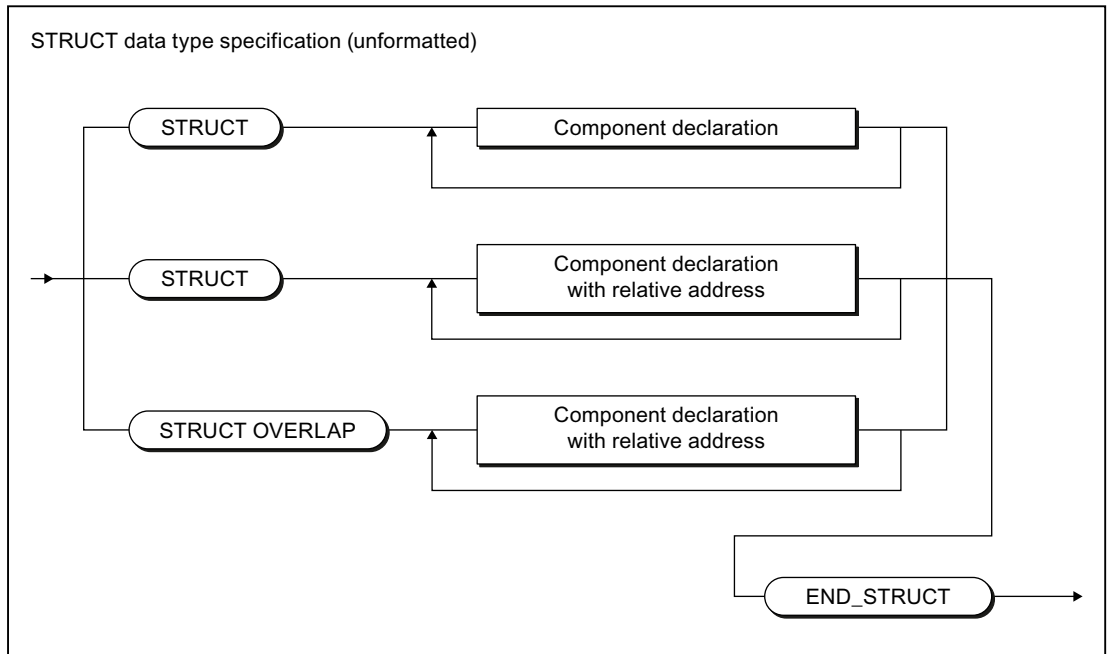 STRUCT data type specification (unformatted)
STRUCT
Component declaration
STRUCT
Component declaration
with relative address
STRUCT OVERLAP
Component declaration
with relative address
END_STRUCT